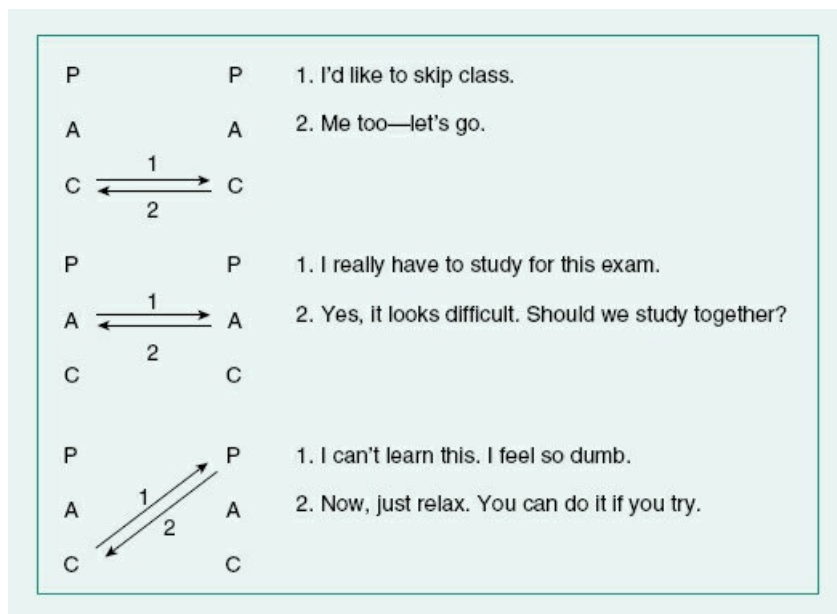 P P 1. I'd like to skip class.
A A 2. Me too—let's go.
1
C C
2
P P 1. I really have to study for this exam.
1
A A 2. Yes, it looks difficult. Should we study together?
2
C C
P P 1. I can't learn this. I feel so dumb.
1
A A 2. Now, just relax. You can do it if you try.
2
C C